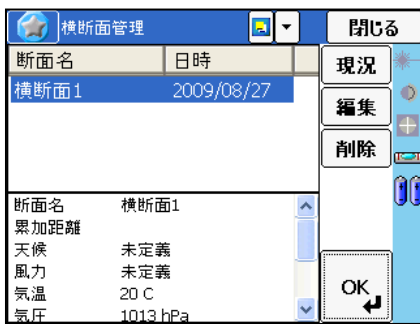 横断面管理 閉じる
断面名 日時 現況
横断面1 2009/08/27
編集
削除
断面名 横断面1
累加距離
天候 未定義
風力 未定義
気温 20 C
気圧 1013 hPa
OK